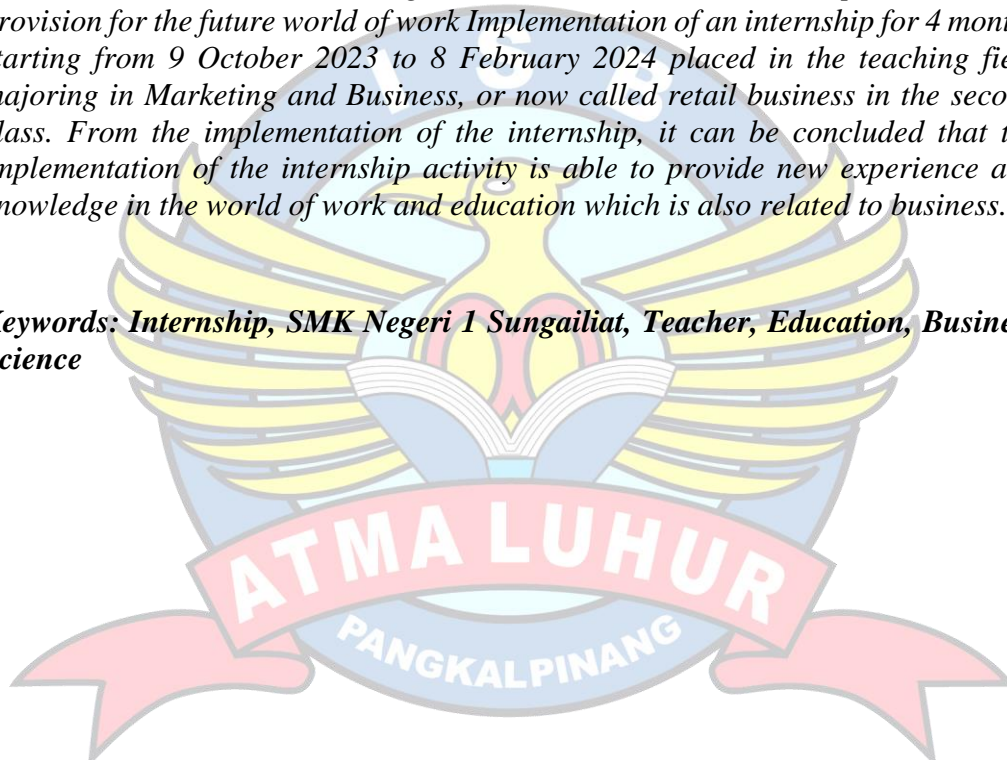 rovision for the future world of work Implementation of an internship for 4 mont
tarting from 9 October 2023 to 8 February 2024 placed in the teaching fie
majoring in Marketing and Business, or now called retail business in the seco
lass. From the implementation of the internship, it can be concluded that t
mplementation of the internship activity is able to provide new experience a
nowledge in the world of work and education which is also related to business.
Keywords: Internship, SMK Negeri 1 Sungailiat, Teacher, Education, Busine
cience
I S B
ATMA LUHUR
PANGKALPINANG